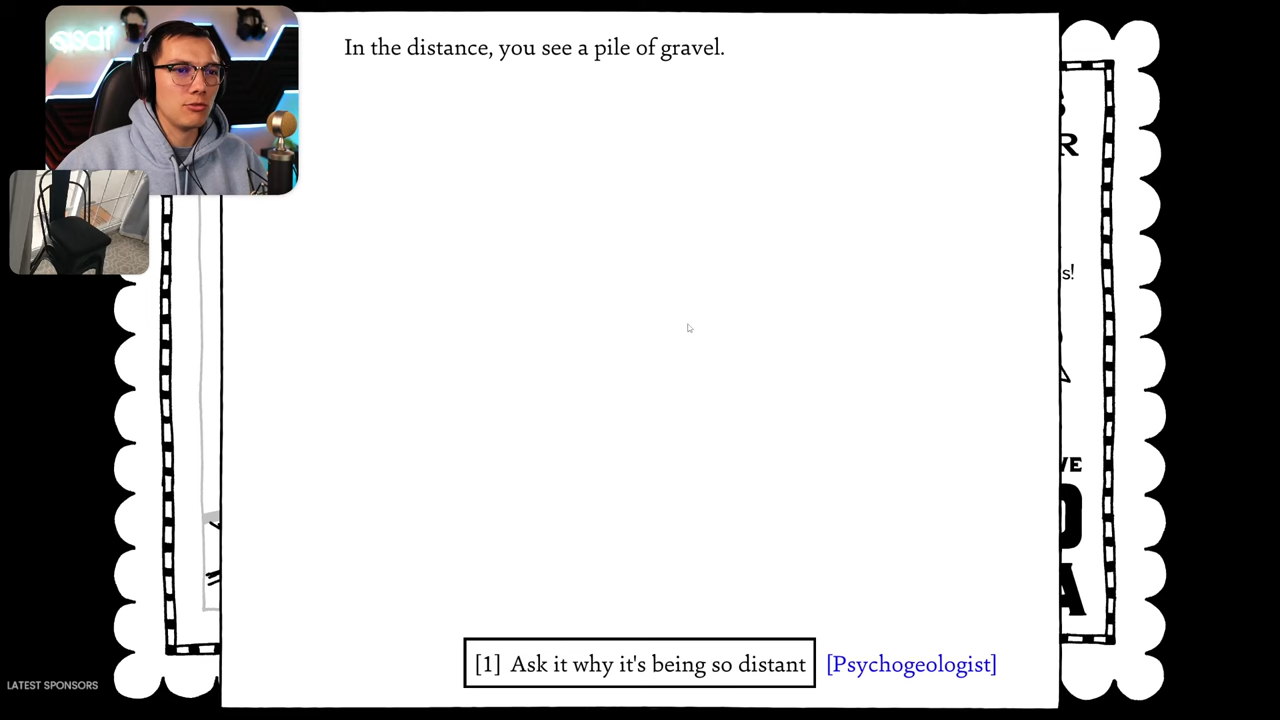 In the distance, you see a pile of gravel.
R
s!
VE
[1] Ask it why it's being so distant [Psychogeologist]
LATEST SPONSORS